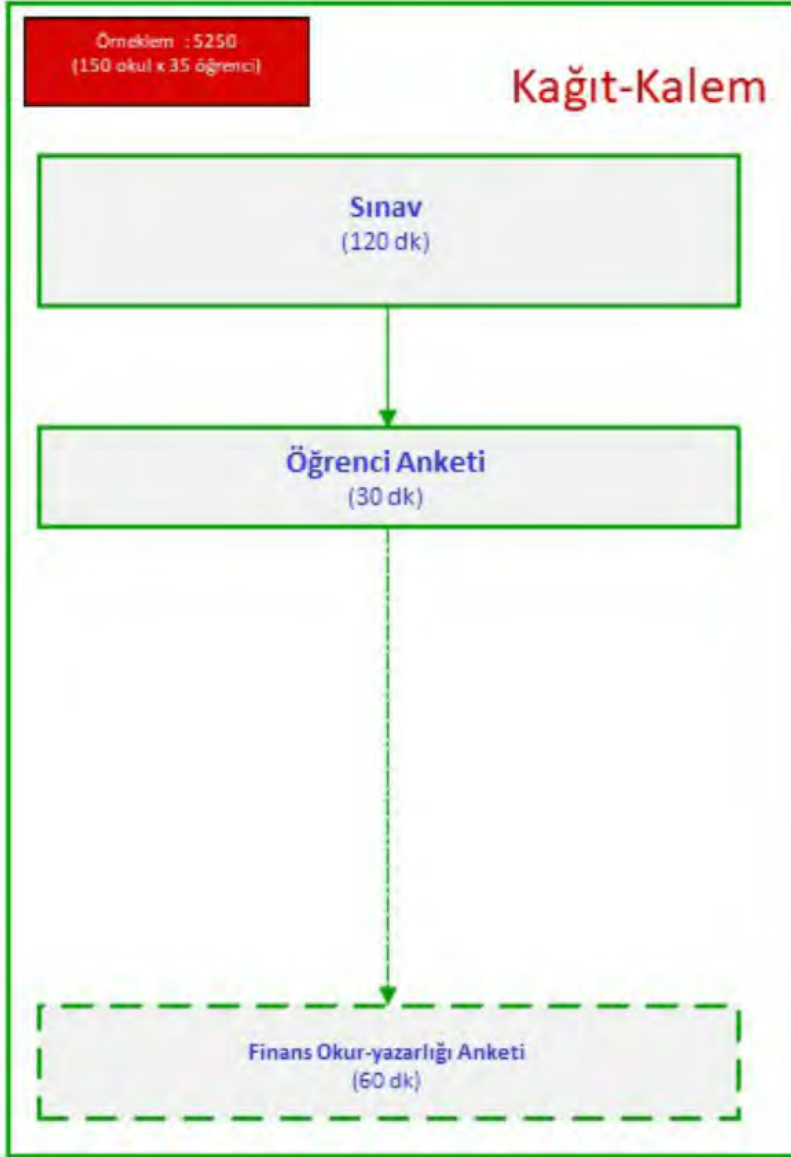 Örneklem : 5250
(150 okul x 35 öğrenci)
Kağıt-Kalem
Sınav
(120 dk)
Öğrenci Anketi
(30 dk)
Finans Okur-yazarlığı Anketi
(60 dk)